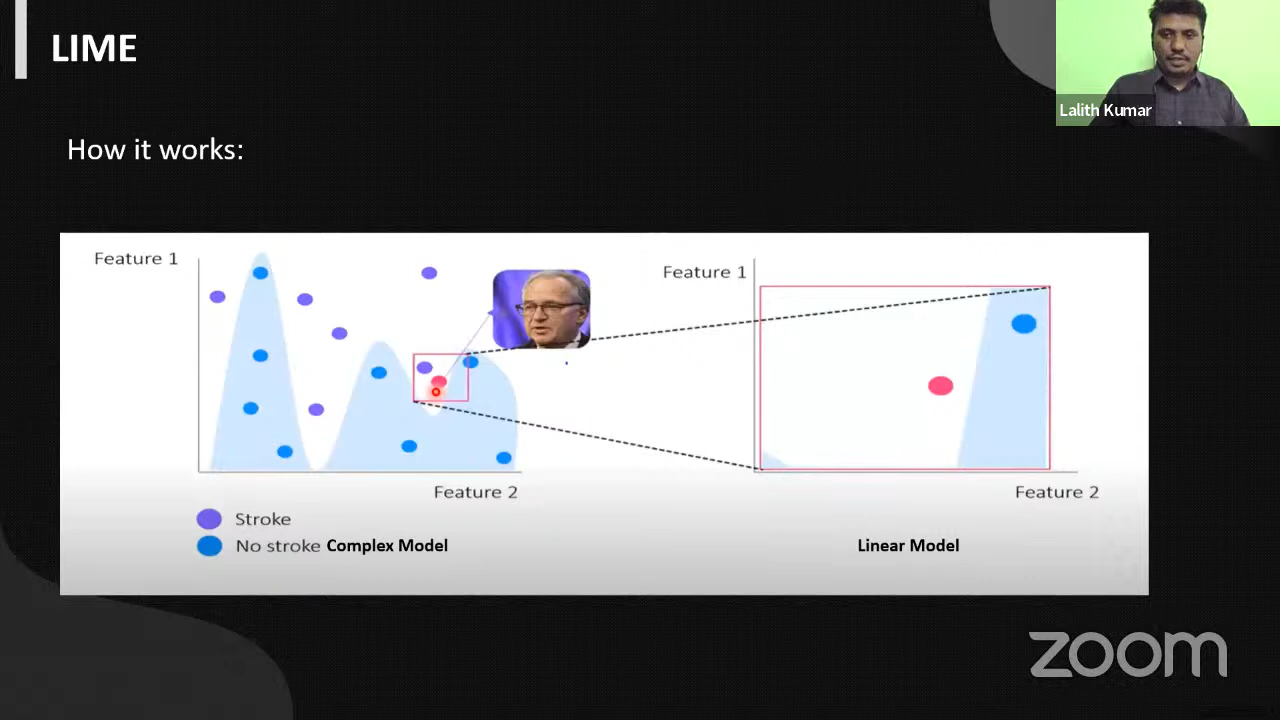 LIME
Lalith Kumar
How it works:
Feature 1
Feature 2
Stroke
No stroke Complex Model
Feature 1
Feature 2
Linear Model
zoom